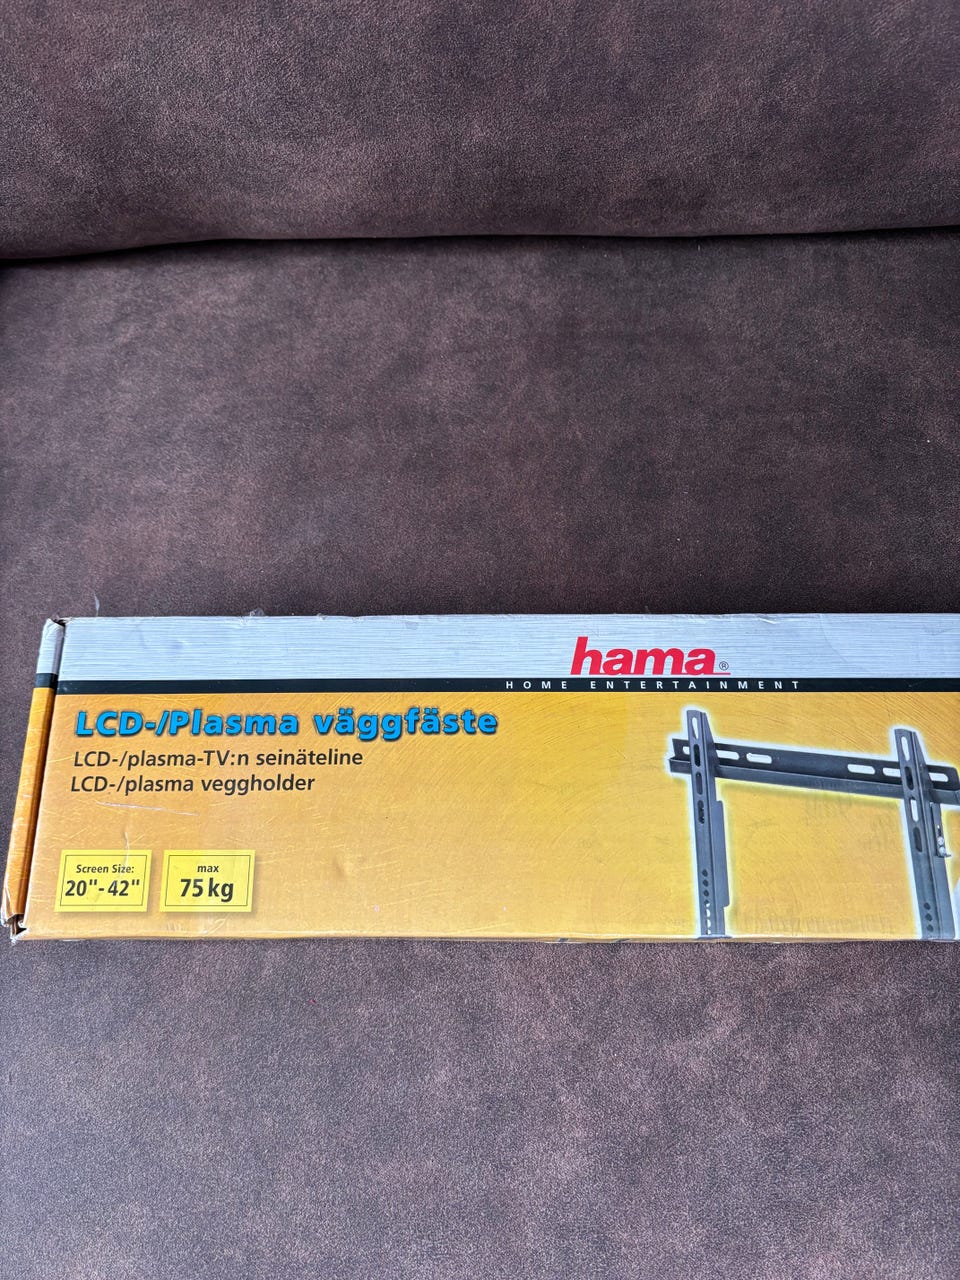 hama®
HOME ENTERTAINMENT
LCD-/Plasma väggfäste
LCD-/plasma-TV:n seinäteline
LCD-/plasma veggholder
Screen Size:
20"-42"
max
75 kg